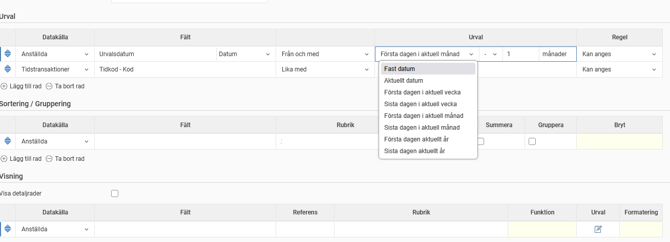 Urval
Datakälla Fält Urval Regel
Anställda Urvalsdatum Datum Från och med Första dagen i aktuell månad - 1 månader Kan anges
Tidstransaktioner Tidkod - Kod Lika med Kan anges
Fast datum
Aktuellt datum
Första dagen i aktuell vecka
Sista dagen i aktuell vecka
Första dagen i aktuell månad
Sista dagen i aktuell månad
Första dagen aktuellt år
Sista dagen aktuellt år
Lägg till rad Ta bort rad
Sortering / Gruppering
Datakälla Fält Rubrik Summera Gruppera Bryt
Anställda :
Lägg till rad Ta bort rad
Visning
Visa detaljrader
Datakälla Fält Referens Rubrik Funktion Urval Formatering
Anställda